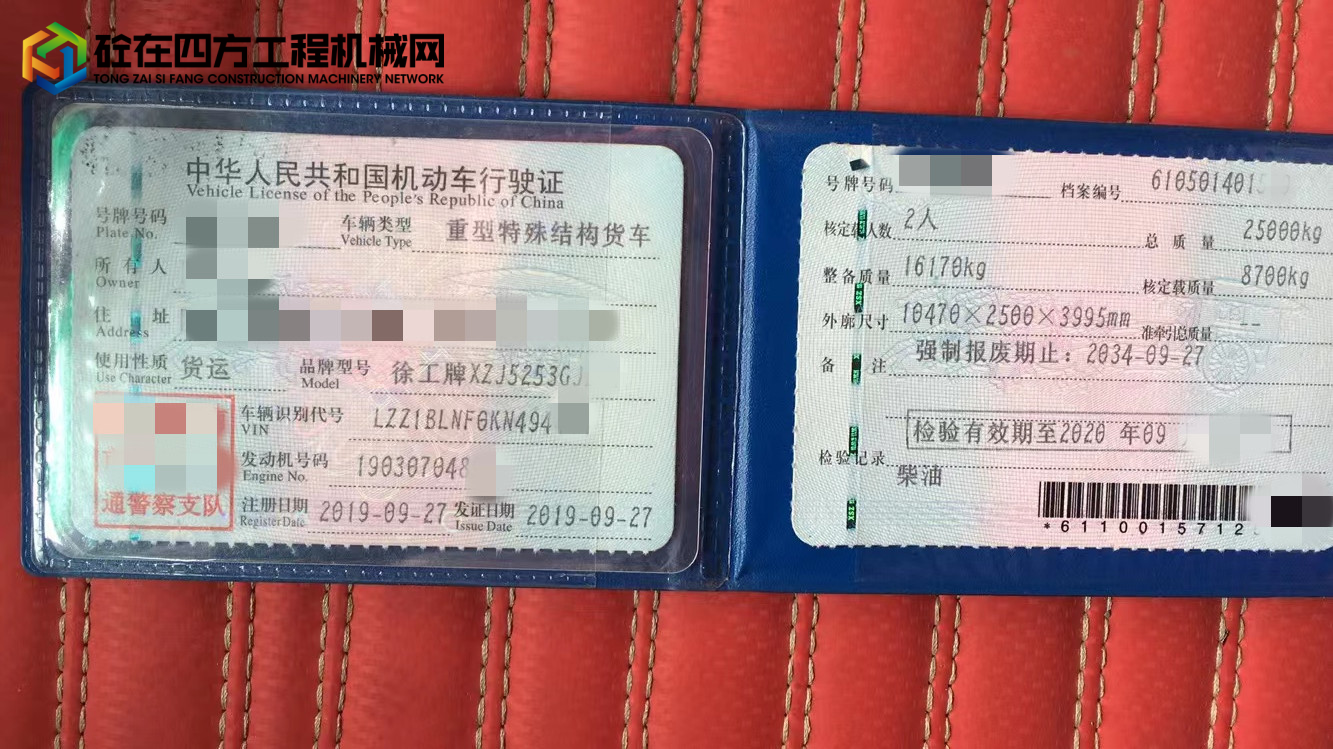 砼在四方工程机械网
TONG ZAI SI FANG CONSTRUCTION MACHINERY NETWORK
中华人民共和国机动车行驶证
Vehicle License of the People's Republic of China
号牌号码
Plate No.
车辆类型
Vehicle Type
重型特殊结构货车
所有人
Owner
住址
Address
使用性质
Use Character
货运
品牌型号
Model
徐工牌XZJ5253GJ
车辆识别代号
VIN
LZZ1BLNF0KN494
发动机号码
Engine No.
190307048
通警察支队
注册日期
Register Date
2019-09-27
发证日期
Issue Date
2019-09-27
号牌号码
档案编号
610501401
核定载人数
2人
总质量
25000kg
整备质量
16170kg
核定载质量
8700kg
外廓尺寸
10470×2500×3995mm
准牵引总质量
--
备注
强制报废期止：2034-09-27
检验有效期至2020 年09
检验记录
柴油
*6110015712